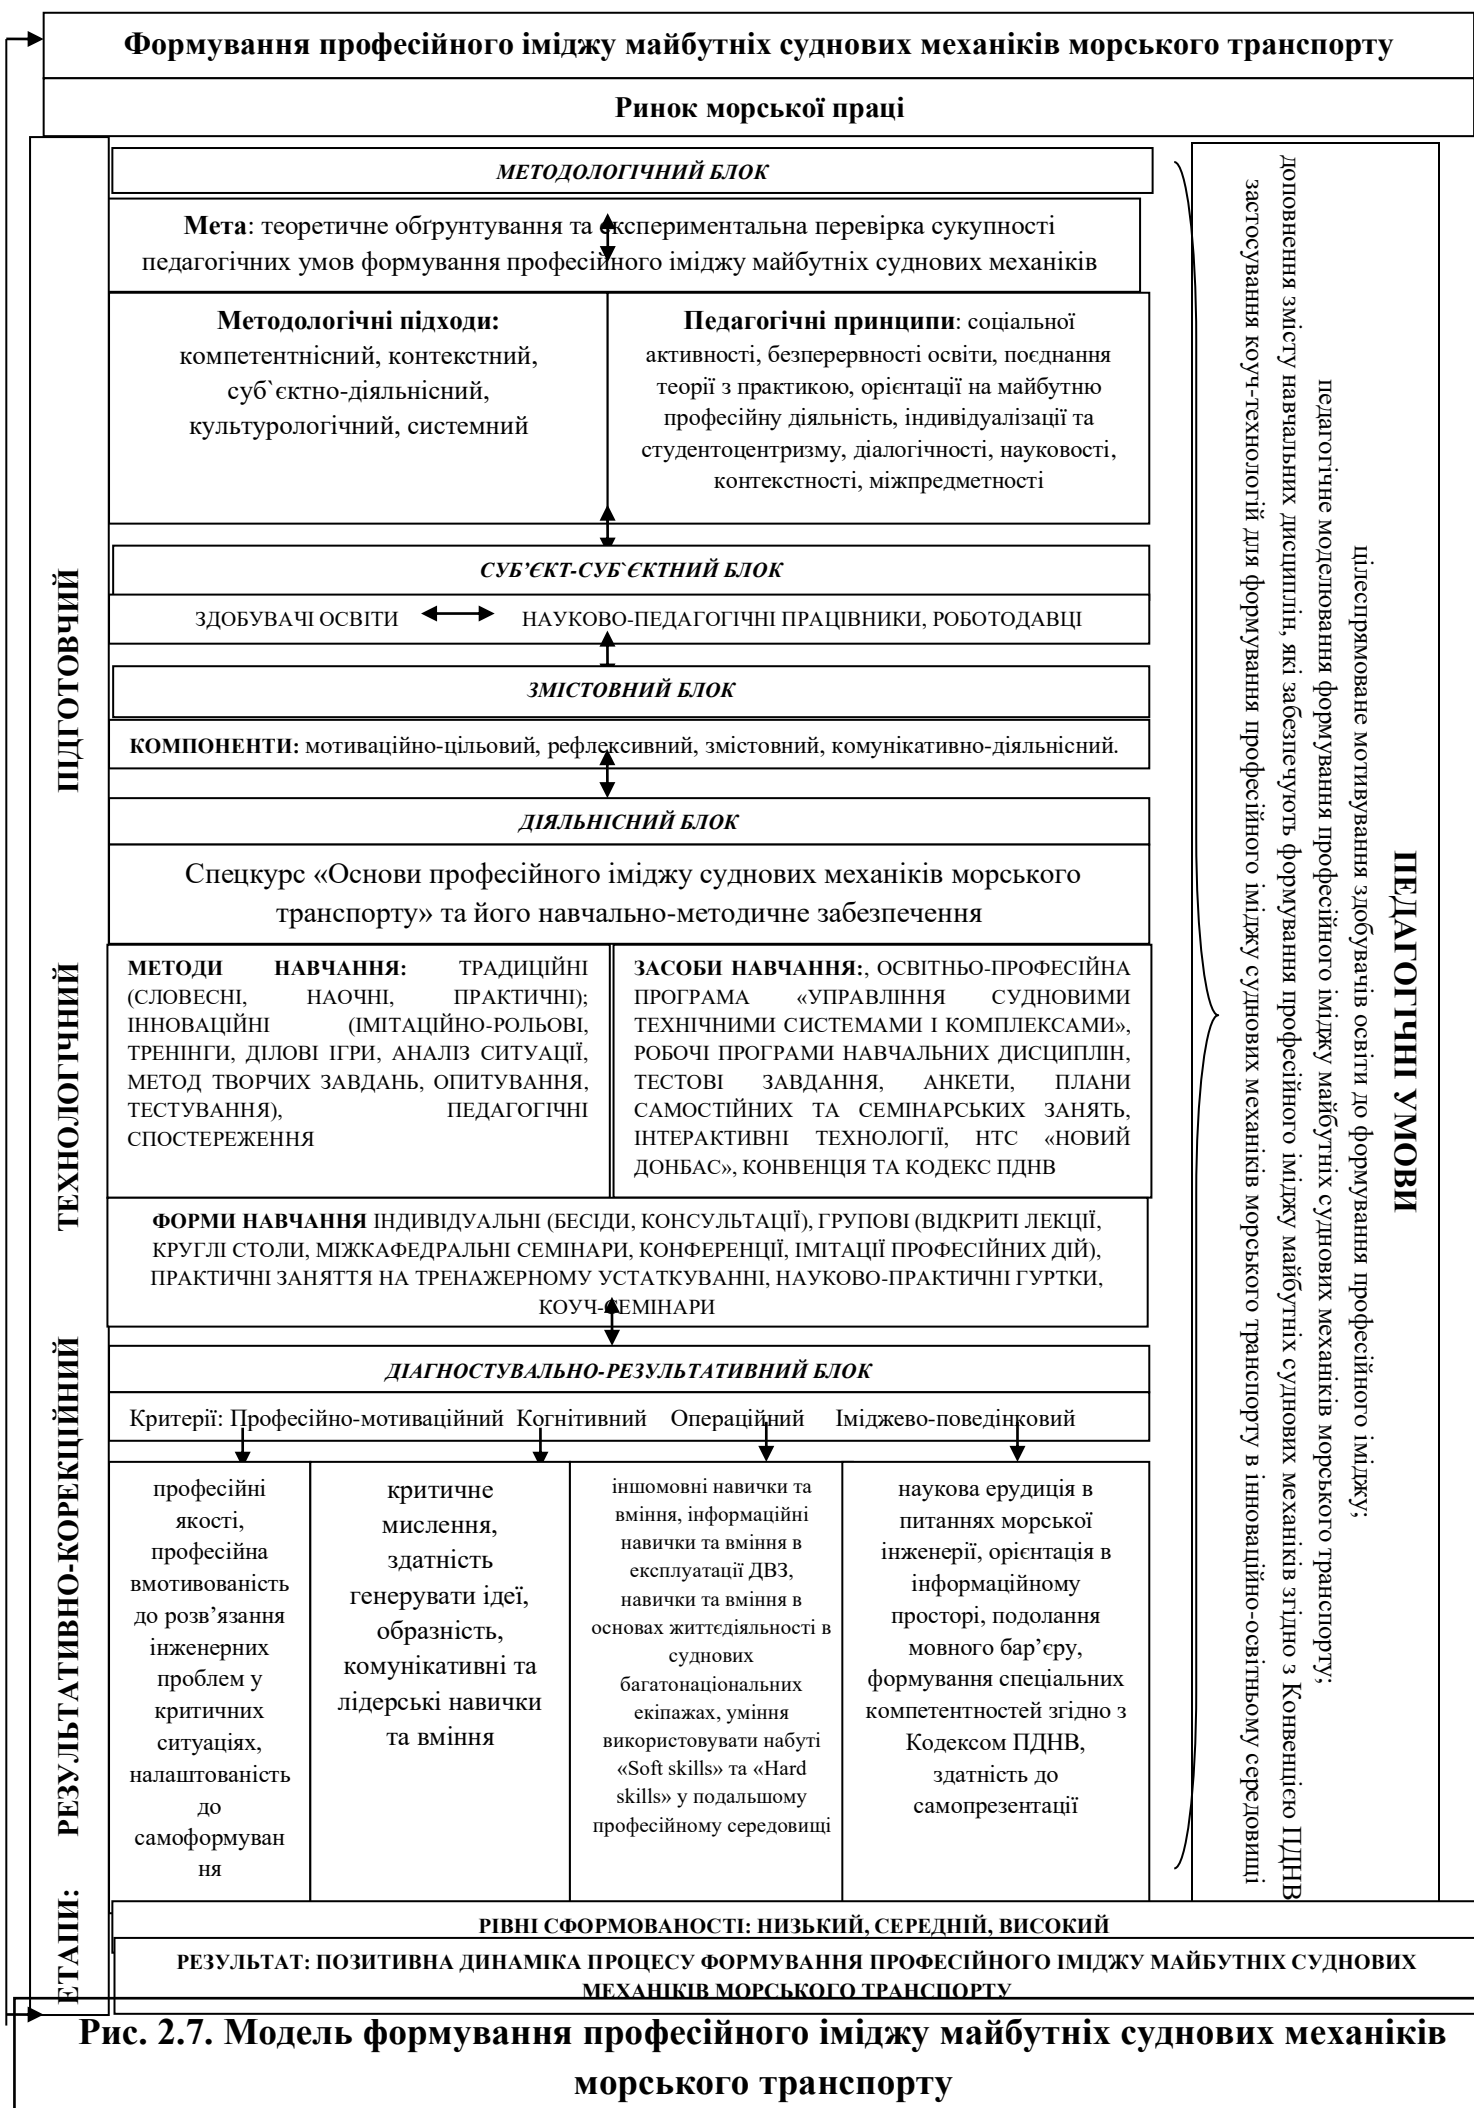 Формування професійного іміджу майбутніх суднових механіків морського транспорту
Ринок морської праці
МЕТОДОЛОГІЧНИЙ БЛОК
Мета: теоретичне обґрунтування та експериментальна перевірка сукупності
педагогічних умов формування професійного іміджу майбутніх суднових механіків
Методологічні підходи:
компетентнісний, контекстний,
суб`єктно-діяльнісний,
культурологічний, системний
Педагогічні принципи: соціальної
активності, безперервності освіти, поєднання
теорії з практикою, орієнтації на майбутню
професійну діяльність, індивідуалізації та
студентоцентризму, діалогічності, науковості,
контекстності, міжпредметності
СУБ’ЄКТ-СУБ`ЄКТНИЙ БЛОК
ЗДОБУВАЧІ ОСВІТИ НАУКОВО-ПЕДАГОГІЧНІ ПРАЦІВНИКИ, РОБОТОДАВЦІ
ЗМІСТОВНИЙ БЛОК
КОМПОНЕНТИ: мотиваційно-цільовий, рефлексивний, змістовний, комунікативно-діяльнісний.
ДІЯЛЬНІСНИЙ БЛОК
Спецкурс «Основи професійного іміджу суднових механіків морського
транспорту» та його навчально-методичне забезпечення
МЕТОДИ НАВЧАННЯ: ТРАДИЦІЙНІ
(СЛОВЕСНІ, НАОЧНІ, ПРАКТИЧНІ);
ІННОВАЦІЙНІ (ІМІТАЦІЙНО-РОЛЬОВІ,
ТРЕНІНГИ, ДІЛОВІ ІГРИ, АНАЛІЗ СИТУАЦІЇ,
МЕТОД ТВОРЧИХ ЗАВДАНЬ, ОПИТУВАННЯ,
ТЕСТУВАННЯ), ПЕДАГОГІЧНІ
СПОСТЕРЕЖЕННЯ
ЗАСОБИ НАВЧАННЯ:, ОСВІТНЬО-ПРОФЕСІЙНА
ПРОГРАМА «УПРАВЛІННЯ СУДНОВИМИ
ТЕХНІЧНИМИ СИСТЕМАМИ І КОМПЛЕКСАМИ»,
РОБОЧІ ПРОГРАМИ НАВЧАЛЬНИХ ДИСЦИПЛІН,
ТЕСТОВІ ЗАВДАННЯ, АНКЕТИ, ПЛАНИ
САМОСТІЙНИХ ТА СЕМІНАРСЬКИХ ЗАНЯТЬ,
ІНТЕРАКТИВНІ ТЕХНОЛОГІЇ, НТС «НОВИЙ
ДОНБАС», КОНВЕНЦІЯ ТА КОДЕКС ПДНВ
ФОРМИ НАВЧАННЯ ІНДИВІДУАЛЬНІ (БЕСІДИ, КОНСУЛЬТАЦІЇ), ГРУПОВІ (ВІДКРИТІ ЛЕКЦІЇ,
КРУГЛІ СТОЛИ, МІЖКАФЕДРАЛЬНІ СЕМІНАРИ, КОНФЕРЕНЦІЇ, ІМІТАЦІЇ ПРОФЕСІЙНИХ ДІЙ),
ПРАКТИЧНІ ЗАНЯТТЯ НА ТРЕНАЖЕРНОМУ УСТАТКУВАННІ, НАУКОВО-ПРАКТИЧНІ ГУРТКИ,
КОУЧ-СЕМІНАРИ
ДІАГНОСТУВАЛЬНО-РЕЗУЛЬТАТИВНИЙ БЛОК
Критерії: Професійно-мотиваційний Когнітивний Операційний Іміджево-поведінковий
професійні
якості,
професійна
вмотивованість
до розв’язання
інженерних
проблем у
критичних
ситуаціях,
налаштованість
до
самоформуван
ня
критичне
мислення,
здатність
генерувати ідеї,
образність,
комунікативні та
лідерські навички
та вміння
іншомовні навички та
вміння, інформаційні
навички та вміння в
експлуатації ДВЗ,
навички та вміння в
основах життєдіяльності в
суднових
багатонаціональних
екіпажах, уміння
використовувати набуті
«Soft skills» та «Hard
skills» у подальшому
професійному середовищі
наукова ерудиція в
питаннях морської
інженерії, орієнтація в
інформаційному
просторі, подолання
мовного бар’єру,
формування спеціальних
компетентностей згідно з
Кодексом ПДНВ,
здатність до
самопрезентації
РІВНІ СФОРМОВАНОСТІ: НИЗЬКИЙ, СЕРЕДНІЙ, ВИСОКИЙ
РЕЗУЛЬТАТ: ПОЗИТИВНА ДИНАМІКА ПРОЦЕСУ ФОРМУВАННЯ ПРОФЕСІЙНОГО ІМІДЖУ МАЙБУТНІХ СУДНОВИХ
МЕХАНІКІВ МОРСЬКОГО ТРАНСПОРТУ
ЕТАПИ: РЕЗУЛЬТАТИВНО-КОРЕКЦІЙНИЙ ТЕХНОЛОГІЧНИЙ ПІДГОТОВЧИЙ
ПЕДАГОГІЧНІ УМОВИ
цілеспрямоване мотивування здобувачів освіти до формування професійного іміджу;
педагогічне моделювання формування професійного іміджу майбутніх суднових механіків морського транспорту;
доповнення змісту навчальних дисциплін, які забезпечують формування професійного іміджу майбутніх суднових механіків згідно з Конвенцією ПДНВ
застосування коуч-технологій для формування професійного іміджу суднових механіків морського транспорту в інноваційно-освітньому середовищі
Рис. 2.7. Модель формування професійного іміджу майбутніх суднових механіків
морського транспорту